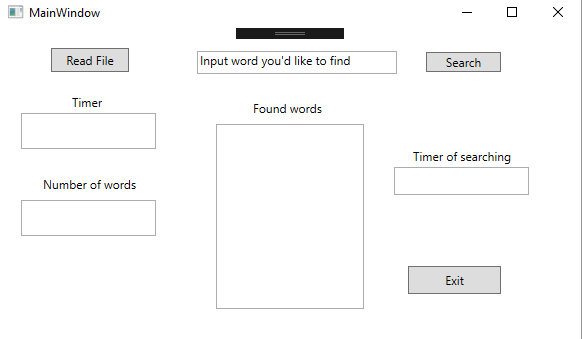 MainWindow
Read File
Input word you'd like to find
Search
Timer
Found words
Timer of searching
Number of words
Exit